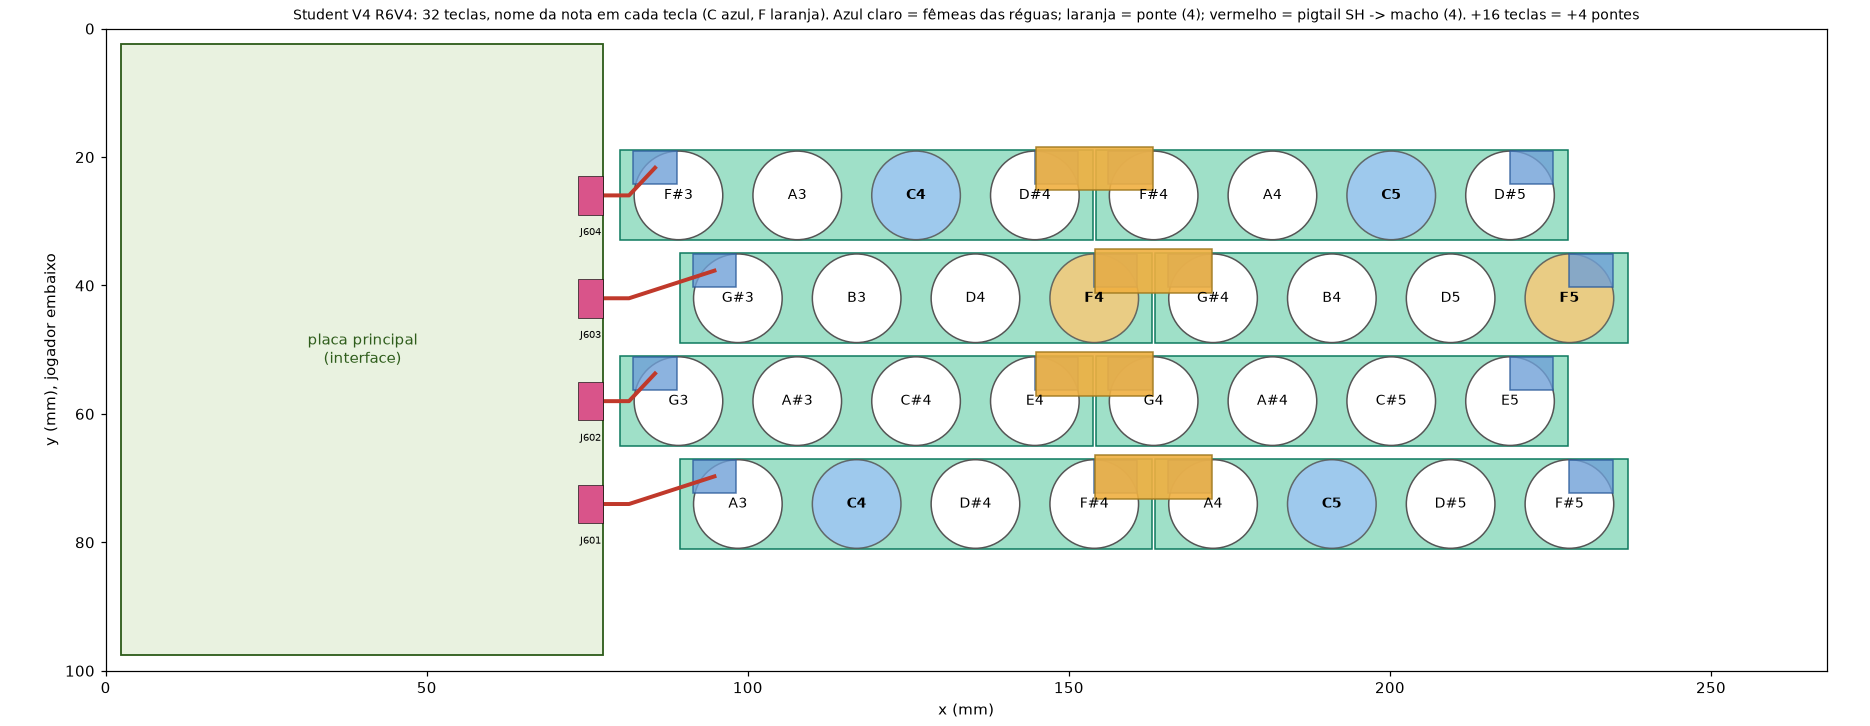 Student V4 R6V4: 32 teclas, nome da nota em cada tecla (C azul, F laranja). Azul claro = fêmeas das réguas; laranja = ponte (4); vermelho = pigtail SH -> macho (4). +16 teclas = +4 pontes
0
20
F#3 A3 C4 D#4 F#4 A4 C5 D#5
J604
y (mm), jogador embaixo
40
G#3 B3 D4 F4 G#4 B4 D5 F5
J603
placa principal
(interface)
60
G3 A#3 C#4 E4 G4 A#4 C#5 E5
J602
80
A3 C4 D#4 F#4 A4 C5 D#5 F#5
J601
100
0 50 100 150 200 250
x (mm)